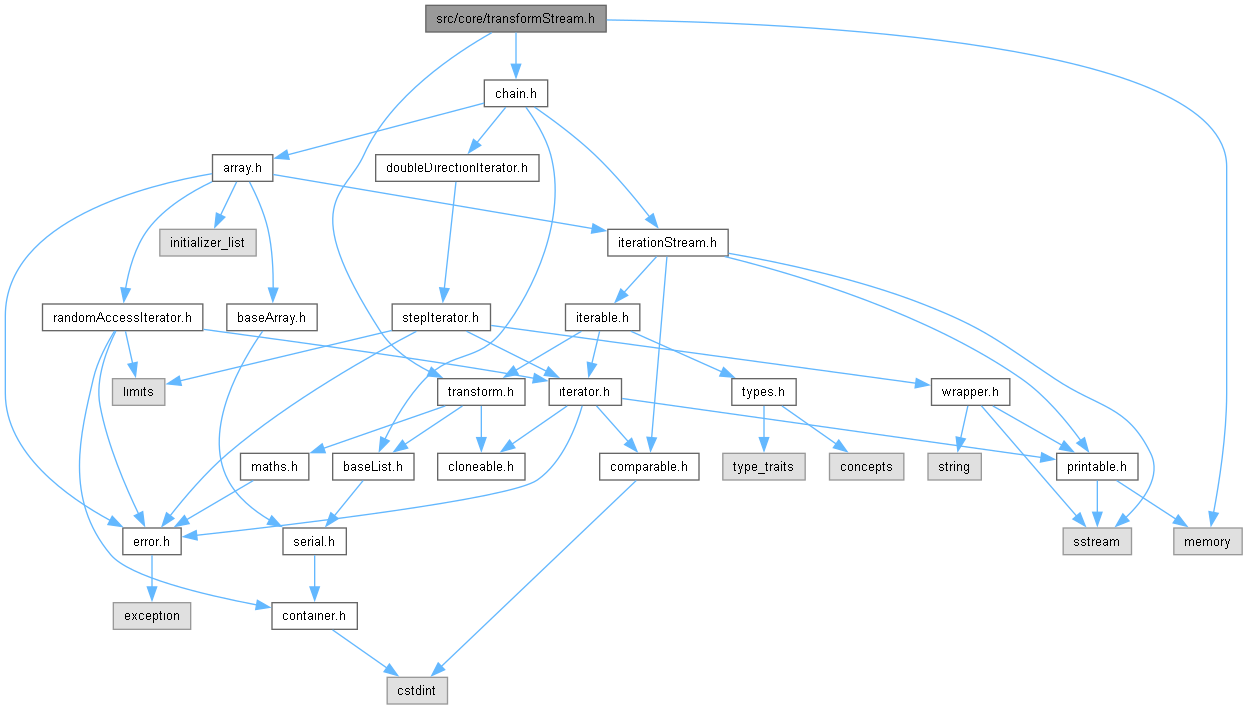 src/core/transformStream.h
chain.h
array.h
doubleDirectionIterator.h
initializer_list
iterationStream.h
randomAccessIterator.h
baseArray.h
stepIterator.h
iterable.h
limits
transform.h
iterator.h
types.h
wrapper.h
maths.h
baseList.h
cloneable.h
comparable.h
type_traits
concepts
string
printable.h
error.h
serial.h
sstream
memory
exception
container.h
cstdint